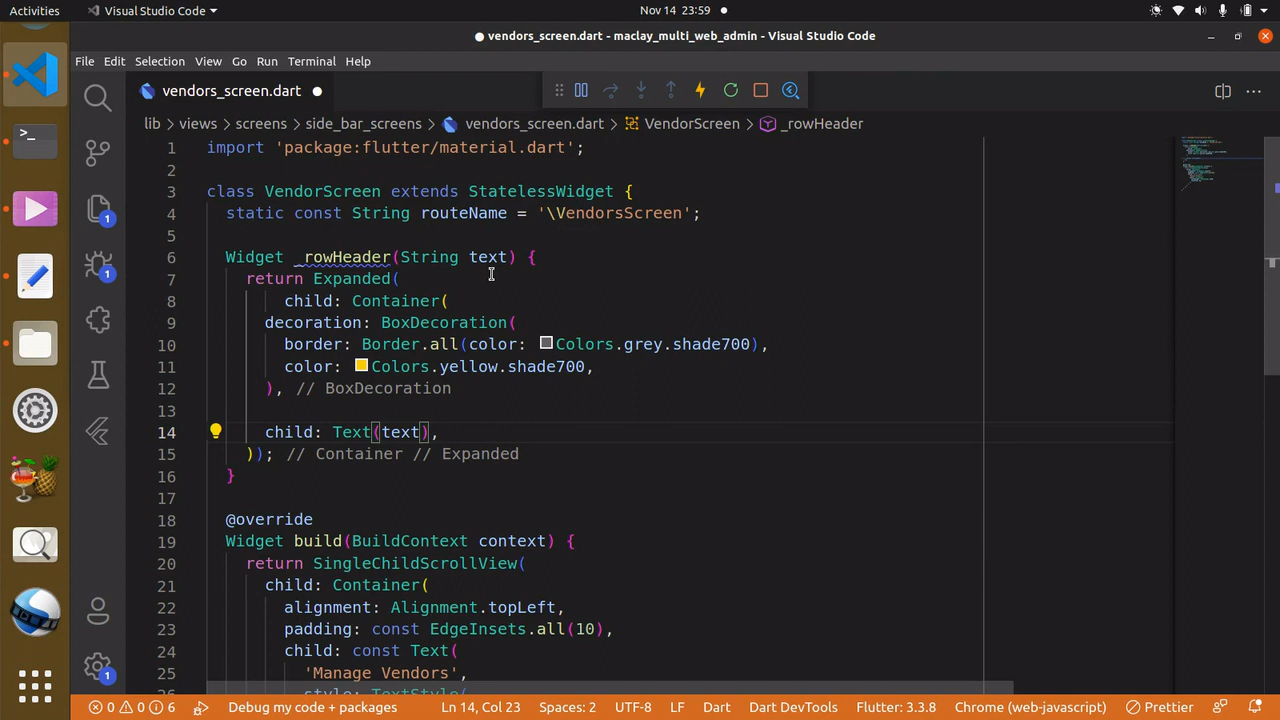 Activities
Visual Studio Code
Nov 14 23:59
vendors_screen.dart - maclay_multi_web_admin - Visual Studio Code
File Edit Selection View Go Run Terminal Help
vendors_screen.dart
lib > views > screens > side_bar_screens > vendors_screen.dart > VendorScreen > _rowHeader
1 import 'package:flutter/material.dart';
2
3 class VendorScreen extends StatelessWidget {
4 static const String routeName = '\VendorsScreen';
5
6 Widget _rowHeader(String text) {
7 return Expanded(
8 child: Container(
9 decoration: BoxDecoration(
10 border: Border.all(color: Colors.grey.shade700),
11 color: Colors.yellow.shade700,
12 ), // BoxDecoration
13
14 child: Text(text),
15 )); // Container // Expanded
16 }
17
18 @override
19 Widget build(BuildContext context) {
20 return SingleChildScrollView(
21 child: Container(
22 alignment: Alignment.topLeft,
23 padding: const EdgeInsets.all(10),
24 child: const Text(
25 'Manage Vendors',
26 style: TextStyle(
1
1
1
0 0 6 Debug my code + packages Ln 14, Col 23 Spaces: 2 UTF-8 LF Dart Dart DevTools Flutter: 3.3.8 Chrome (web-javascript) Prettier